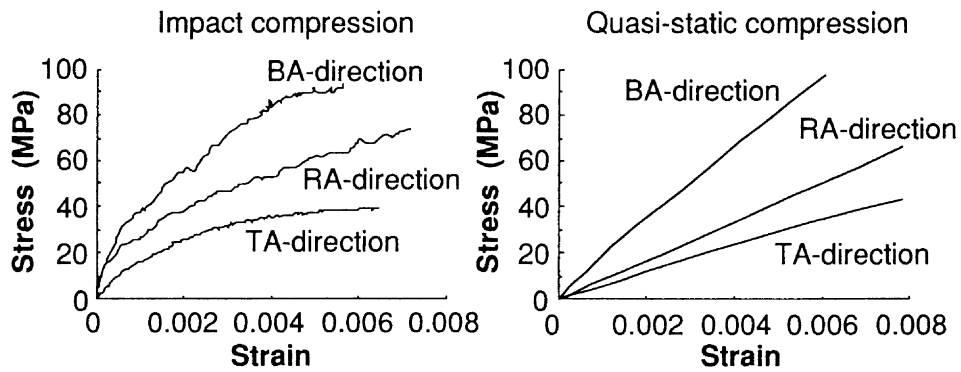 Impact compression
Quasi-static compression
100
80
60
40
20
0
Stress (MPa)
BA-direction
RA-direction
TA-direction
0 0.002 0.004 0.006 0.008
Strain
100
80
60
40
20
0
Stress (MPa)
BA-direction
RA-direction
TA-direction
0 0.002 0.004 0.006 0.008
Strain